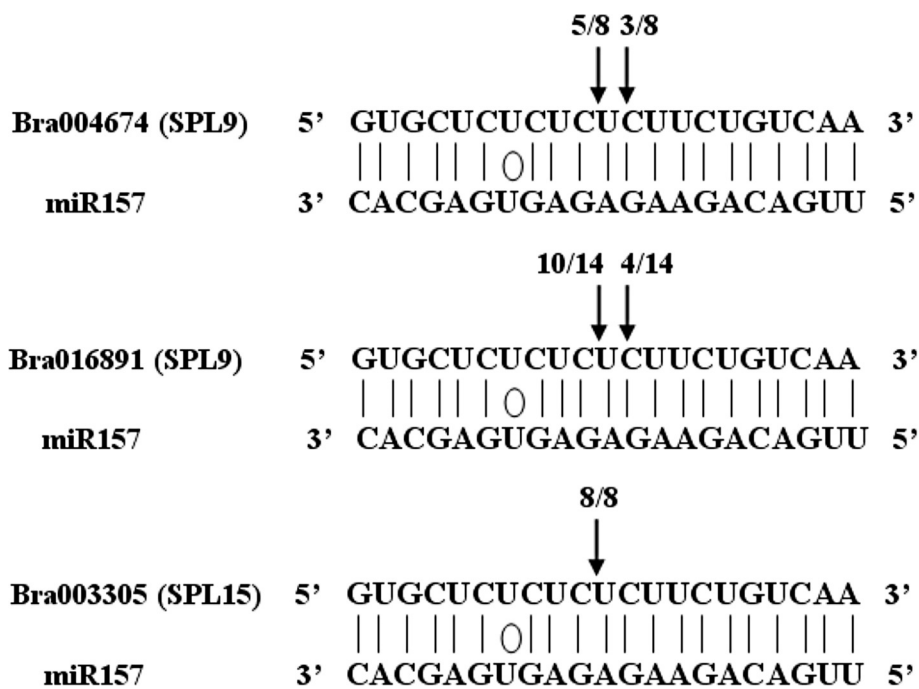 5/8 3/8
Bra004674 (SPL9) 5’ GUGCUCUCUCUCUUCUGUCAA 3’
miR157 3’ CACGAGUGAGAGAAGACAGUU 5’
10/14 4/14
Bra016891 (SPL9) 5’ GUGCUCUCUCUCUUCUGUCAA 3’
miR157 3’ CACGAGUGAGAGAAGACAGUU 5’
8/8
Bra003305 (SPL15) 5’ GUGCUCUCUCUCUUCUGUCAA 3’
miR157 3’ CACGAGUGAGAGAAGACAGUU 5’